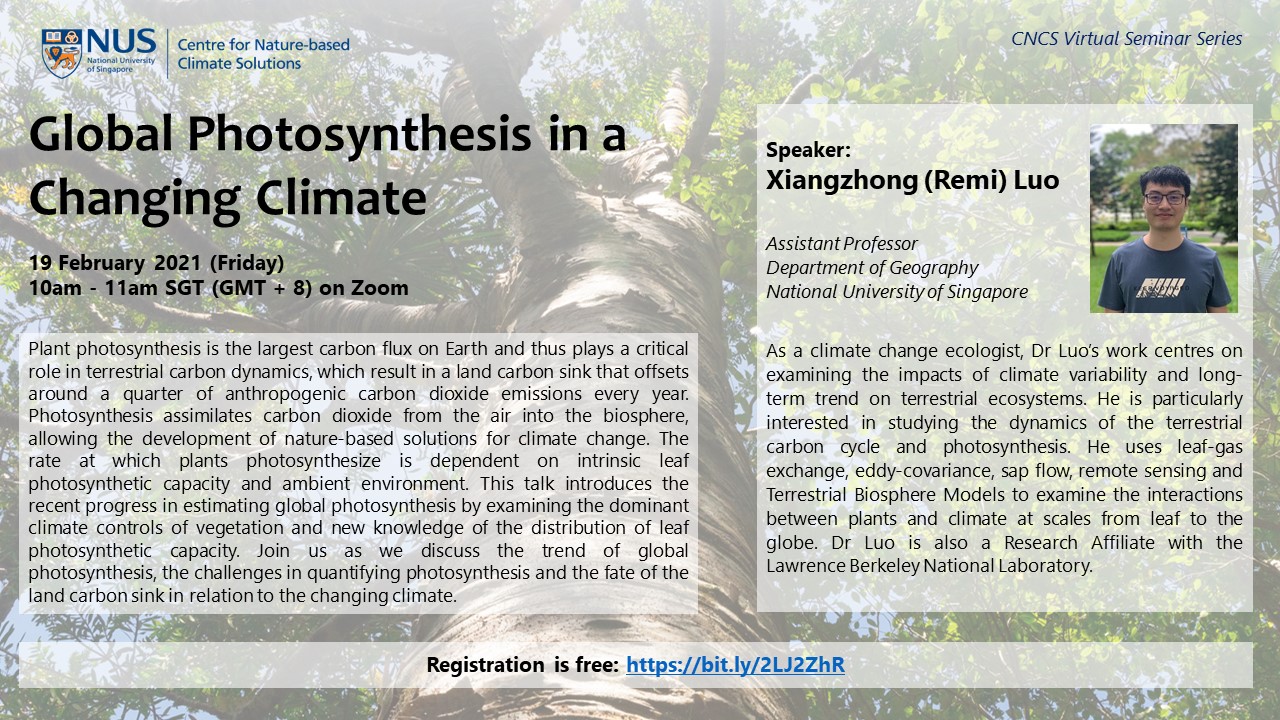 NUS
National University
of Singapore
Centre for Nature-based
Climate Solutions
CNCS Virtual Seminar Series
Global Photosynthesis in a
Changing Climate
19 February 2021 (Friday)
10am - 11am SGT (GMT + 8) on Zoom
Plant photosynthesis is the largest carbon flux on Earth and thus plays a critical
role in terrestrial carbon dynamics, which result in a land carbon sink that offsets
around a quarter of anthropogenic carbon dioxide emissions every year.
Photosynthesis assimilates carbon dioxide from the air into the biosphere,
allowing the development of nature-based solutions for climate change. The
rate at which plants photosynthesize is dependent on intrinsic leaf
photosynthetic capacity and ambient environment. This talk introduces the
recent progress in estimating global photosynthesis by examining the dominant
climate controls of vegetation and new knowledge of the distribution of leaf
photosynthetic capacity. Join us as we discuss the trend of global
photosynthesis, the challenges in quantifying photosynthesis and the fate of the
land carbon sink in relation to the changing climate.
Speaker:
Xiangzhong (Remi) Luo
Assistant Professor
Department of Geography
National University of Singapore
As a climate change ecologist, Dr Luo's work centres on
examining the impacts of climate variability and long-
term trend on terrestrial ecosystems. He is particularly
interested in studying the dynamics of the terrestrial
carbon cycle and photosynthesis. He uses leaf-gas
exchange, eddy-covariance, sap flow, remote sensing and
Terrestrial Biosphere Models to examine the interactions
between plants and climate at scales from leaf to the
globe. Dr Luo is also a Research Affiliate with the
Lawrence Berkeley National Laboratory.
Registration is free: https://bit.ly/2LJ2ZhR